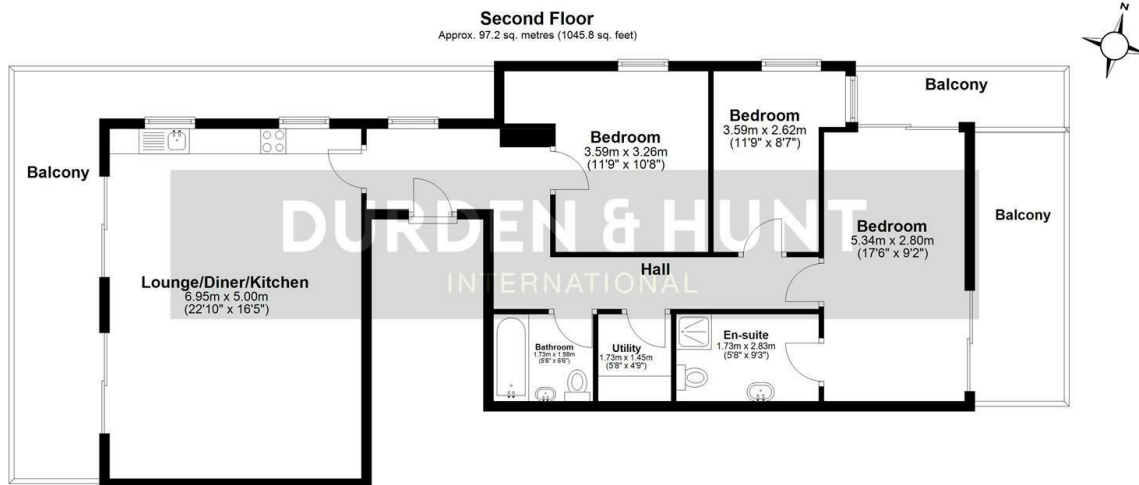 Second Floor
Approx. 97.2 sq. metres (1045.8 sq. feet)
N
Balcony
Balcony
Bedroom
3.59m x 3.26m
(11'9" x 10'8")
Bedroom
3.59m x 2.62m
(11'9" x 8'7")
Balcony
Bedroom
5.34m x 2.80m
(17'6" x 9'2")
DURDEN & HUNT
INTERNATIONAL
Lounge/Diner/Kitchen
6.95m x 5.00m
(22'10" x 16'5")
Hall
Bathroom
1.73m x 1.98m
(5'8" x 6'6")
Utility
1.73m x 1.45m
(5'8" x 4'9")
En-suite
1.73m x 2.83m
(5'8" x 9'3")